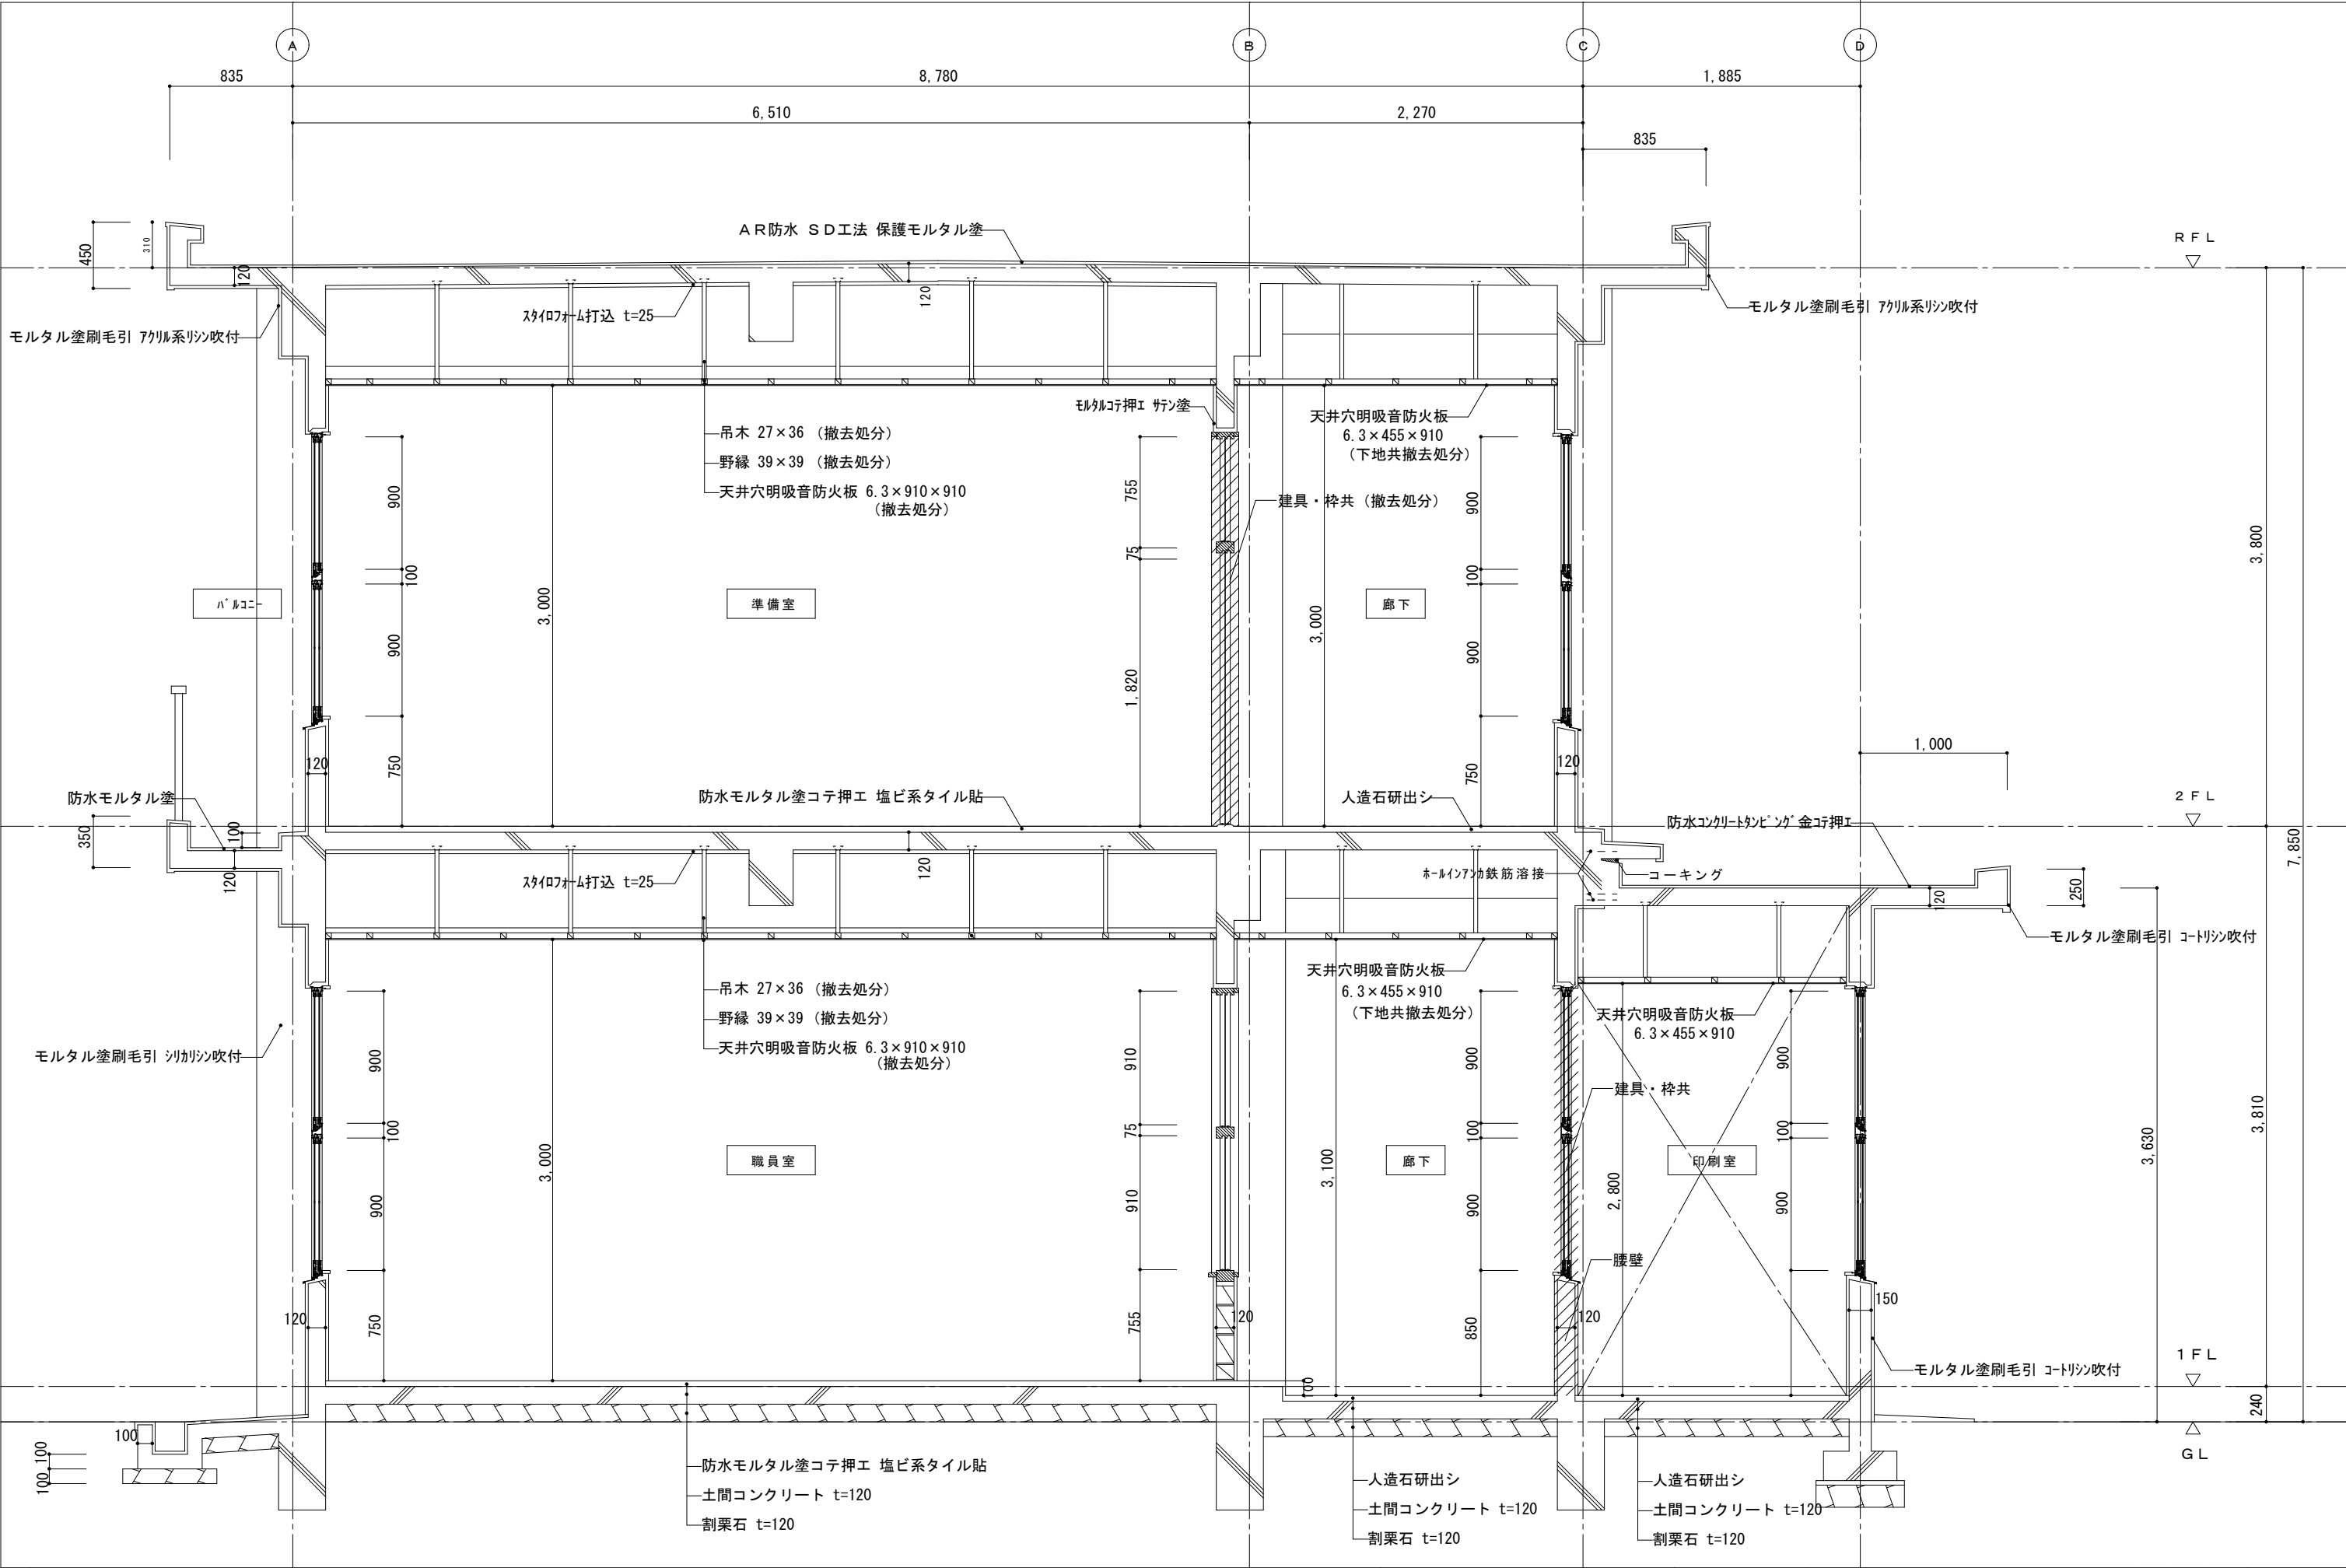 A
B
C
D
835
8,780
1,885
6,510
2,270
835
AR防水 SD工法 保護モルタル塗
RFL
450
310
120
120
スタイロフォーム打込 t=25
モルタル塗刷毛引 アクリル系リシン吹付
モルタル塗刷毛引 アクリル系リシン吹付
モルタルコテ押エ サテン塗
天井穴明吸音防火板
6.3×455×910
(下地共撤去処分)
吊木 27×36 (撤去処分)
野縁 39×39 (撤去処分)
天井穴明吸音防火板 6.3×910×910
(撤去処分)
建具・枠共(撤去処分)
900
100
900
750
3,000
755
75
1,820
3,000
900
100
900
750
3,800
バルコニー
準備室
廊下
120
120
1,000
防水モルタル塗
防水モルタル塗コテ押エ 塩ビ系タイル貼
人造石研出シ
2FL
防水コンクリートタンピング金コテ押エ
350
100
120
120
スタイロフォーム打込 t=25
ホールインアンカ鉄筋溶接
コーキング
120
250
7,850
モルタル塗刷毛引 コートリシン吹付
天井穴明吸音防火板
6.3×455×910
(下地共撤去処分)
吊木 27×36 (撤去処分)
野縁 39×39 (撤去処分)
天井穴明吸音防火板 6.3×910×910
(撤去処分)
天井穴明吸音防火板
6.3×455×910
モルタル塗刷毛引 シリカリシン吹付
建具・枠共
900
100
900
750
3,000
910
75
910
755
3,100
900
100
900
850
2,800
900
100
900
3,630
3,810
職員室
廊下
印刷室
腰壁
120
120
120
150
モルタル塗刷毛引 コートリシン吹付
1FL
100
240
GL
100
100
100
防水モルタル塗コテ押エ 塩ビ系タイル貼
土間コンクリート t=120
割栗石 t=120
人造石研出シ
土間コンクリート t=120
割栗石 t=120
人造石研出シ
土間コンクリート t=120
割栗石 t=120